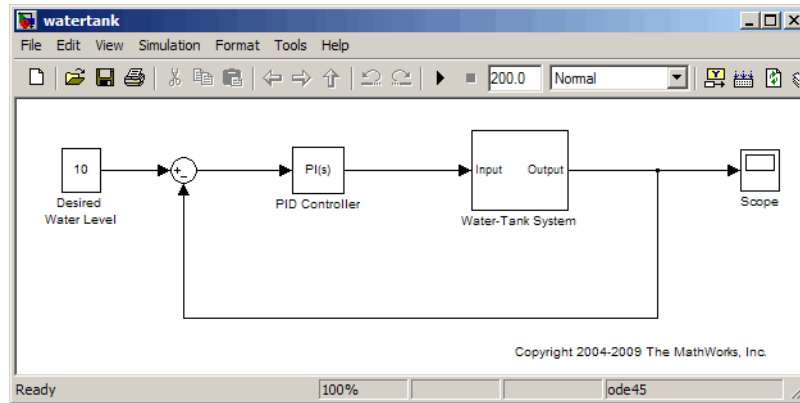 watertank
File Edit View Simulation Format Tools Help
200.0 Normal
10
+
−
PI(s)
Input Output
Desired
Water Level
PID Controller
Water-Tank System
Scope
Copyright 2004-2009 The MathWorks, Inc.
Ready 100% ode45